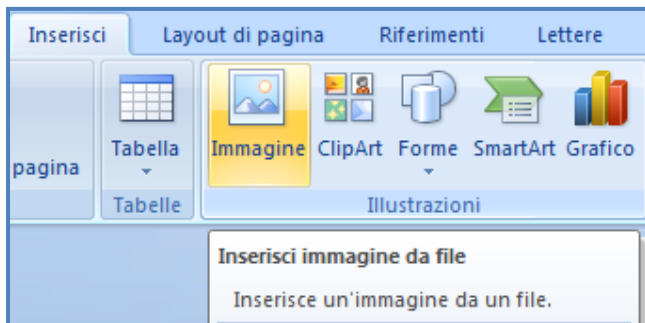 Inserisci Layout di pagina Riferimenti Lettere
pagina Tabella Immagine ClipArt Forme SmartArt Grafico
Tabelle Illustrazioni
Inserisci immagine da file
Inserisce un'immagine da un file.